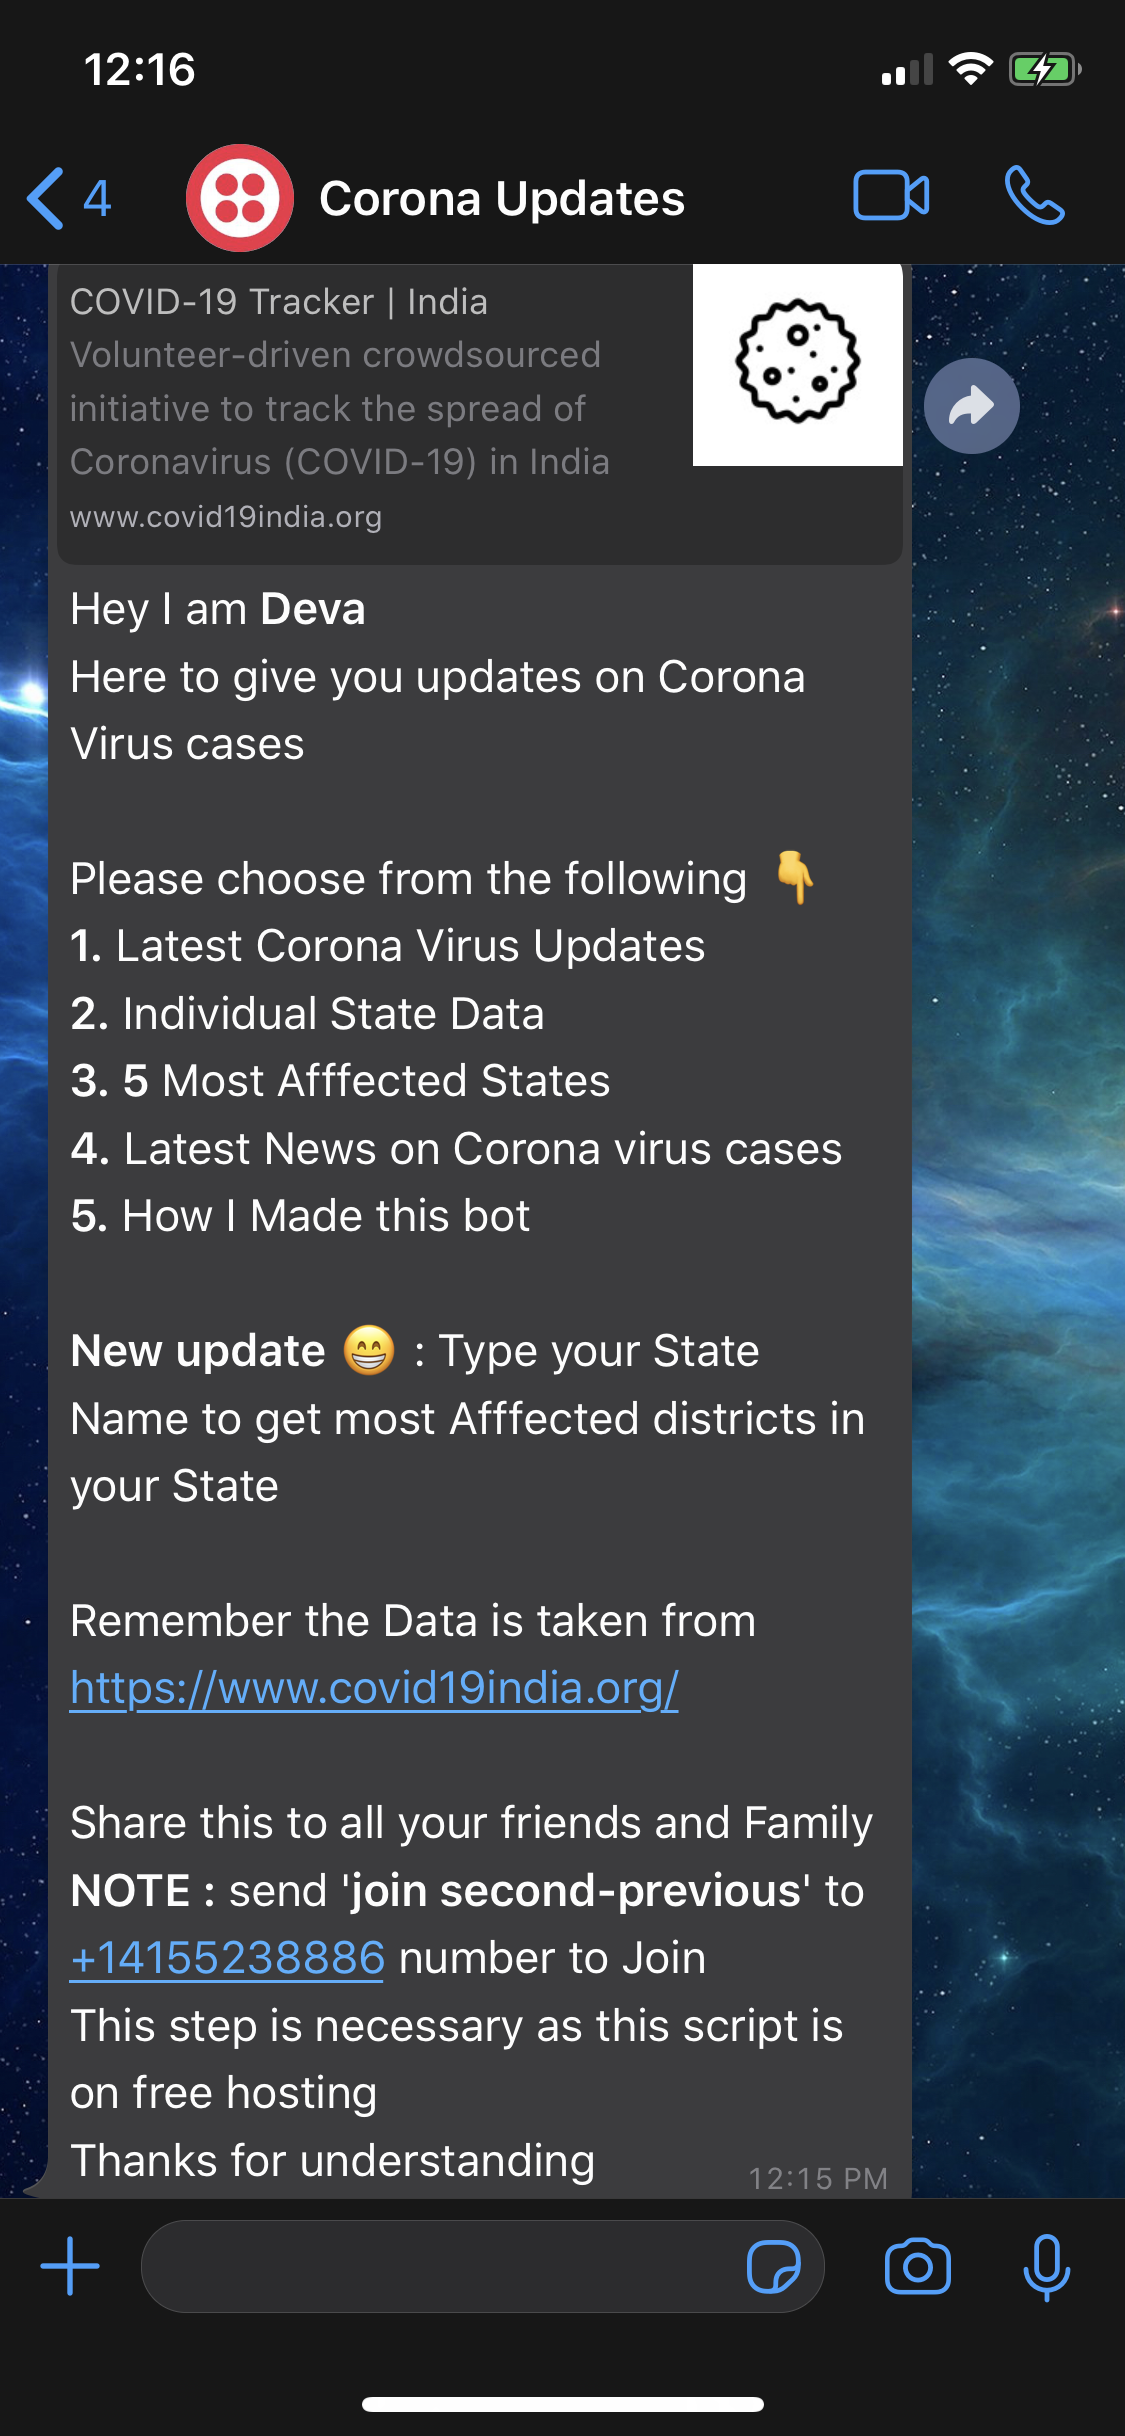 12:16
4
Corona Updates
COVID-19 Tracker | India
Volunteer-driven crowdsourced
initiative to track the spread of
Coronavirus (COVID-19) in India
www.covid19india.org
Hey I am Deva
Here to give you updates on Corona
Virus cases
Please choose from the following 👇
1. Latest Corona Virus Updates
2. Individual State Data
3. 5 Most Afffected States
4. Latest News on Corona virus cases
5. How I Made this bot
New update 😁 : Type your State
Name to get most Afffected districts in
your State
Remember the Data is taken from
https://www.covid19india.org/
Share this to all your friends and Family
NOTE : send 'join second-previous' to
+14155238886 number to Join
This step is necessary as this script is
on free hosting
Thanks for understanding
12:15 PM